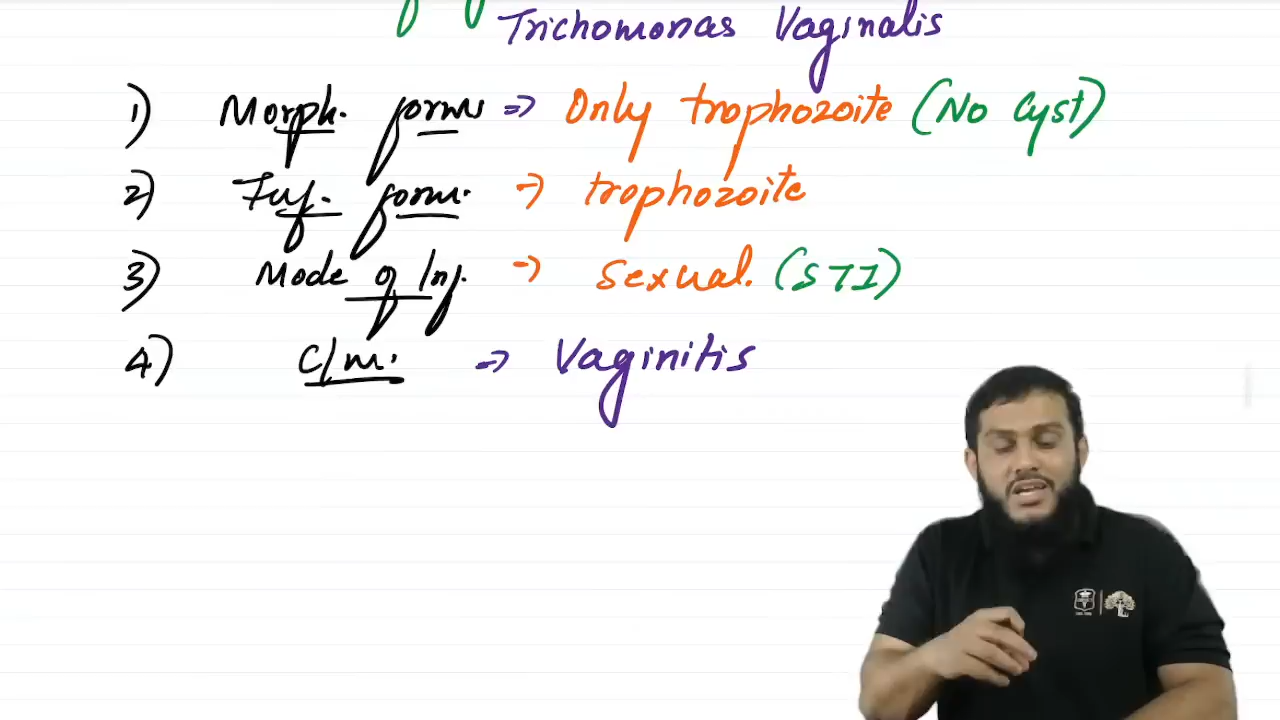 Trichomonas Vaginalis
1) Morph. forms => Only trophozoite (No Cyst)
2) Inf. form. -> trophozoite
3) Mode of Inf. -> Sexual. (STI)
4) C/M. -> Vaginitis